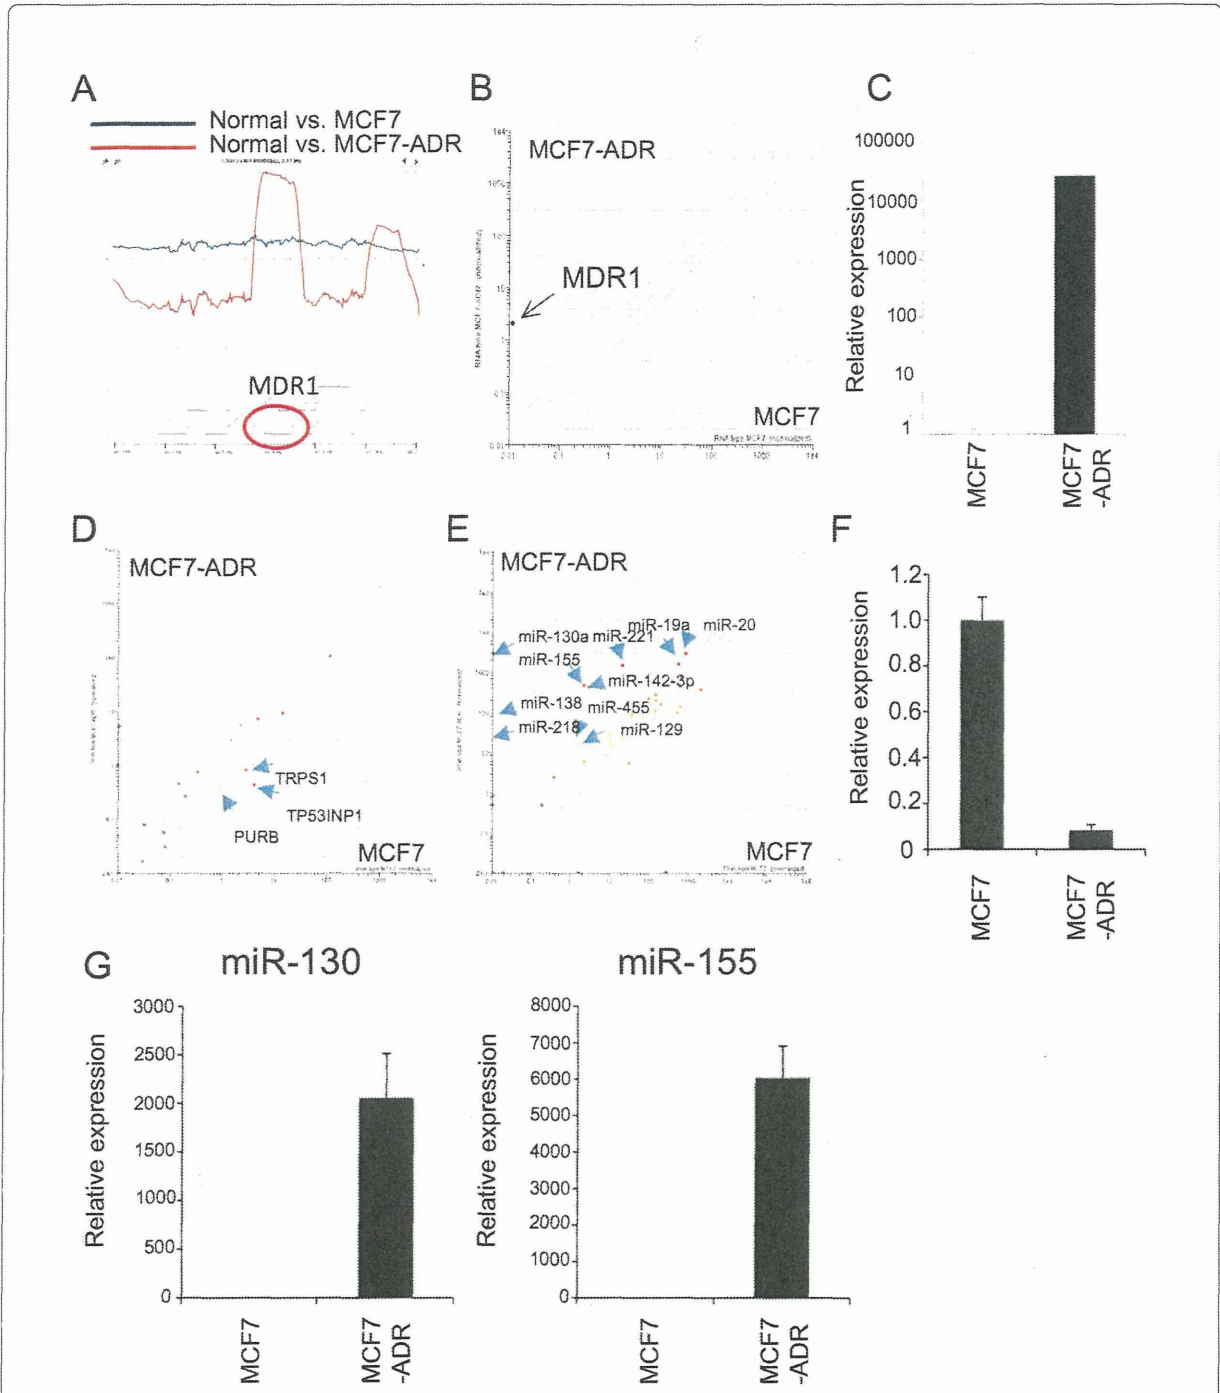 A
Normal vs. MCF7
Normal vs. MCF7-ADR
MDR1
B
MCF7-ADR
MDR1
MCF7
RNA type MCF7 (normalized)
C
Relative expression
100000
10000
1000
100
10
1
MCF7
MCF7
-ADR
D
MCF7-ADR
TRPS1
TP53INP1
PURB
MCF7
E
MCF7-ADR
miR-19a
miR-20
miR-130a
miR-221
miR-155
miR-142-3p
miR-138
miR-455
miR-218
miR-129
MCF7
F
Relative expression
1.2
1.0
0.8
0.6
0.4
0.2
0
MCF7
MCF7
-ADR
G
miR-130
Relative expression
3000
2500
2000
1500
1000
500
0
MCF7
MCF7
-ADR
miR-155
Relative expression
8000
7000
6000
5000
4000
3000
2000
1000
0
MCF7
MCF7
-ADR